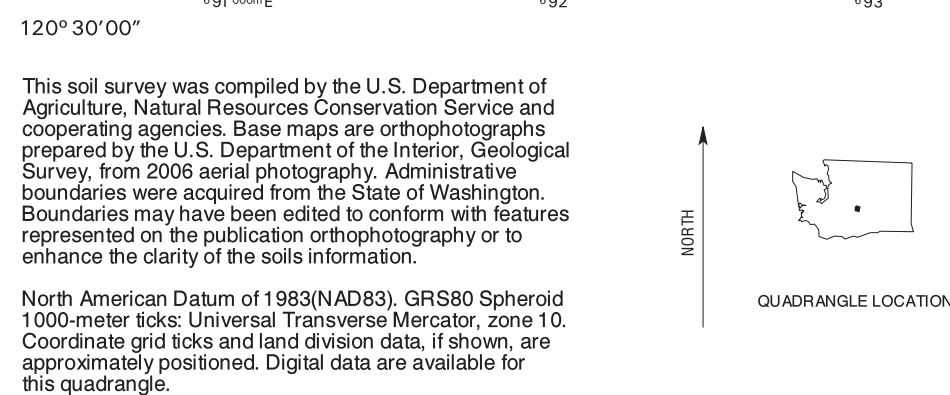 ⁶91 ⁰⁰⁰ᵐE ⁶92 ⁶93
120° 30′00″
This soil survey was compiled by the U.S. Department of
Agriculture, Natural Resources Conservation Service and
cooperating agencies. Base maps are orthophotographs
prepared by the U.S. Department of the Interior, Geological
Survey, from 2006 aerial photography. Administrative
boundaries were acquired from the State of Washington.
Boundaries may have been edited to conform with features
represented on the publication orthophotography or to
enhance the clarity of the soils information.
North American Datum of 1983(NAD83). GRS80 Spheroid
1000-meter ticks: Universal Transverse Mercator, zone 10.
Coordinate grid ticks and land division data, if shown, are
approximately positioned. Digital data are available for
this quadrangle.
NORTH
QUADRANGLE LOCATION